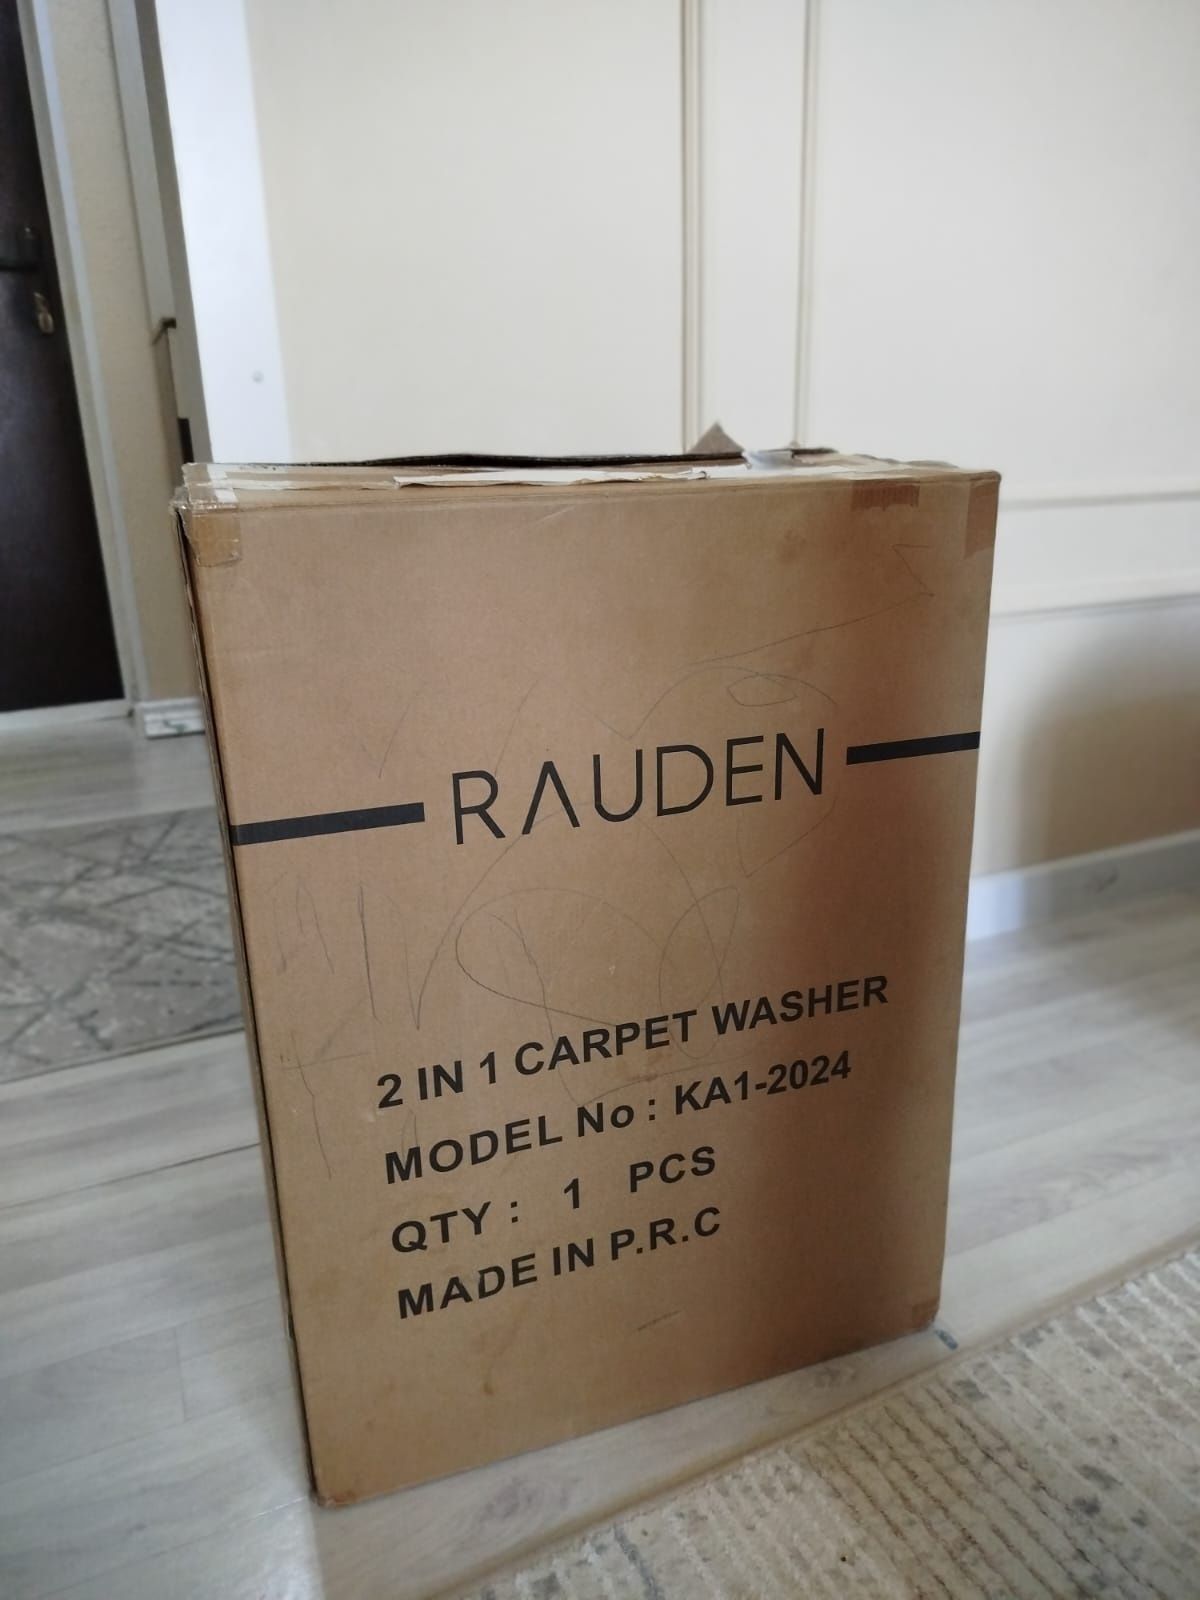 RAUDEN
2 IN 1 CARPET WASHER
MODEL No : KA1-2024
QTY : 1 PCS
MADE IN P.R.C